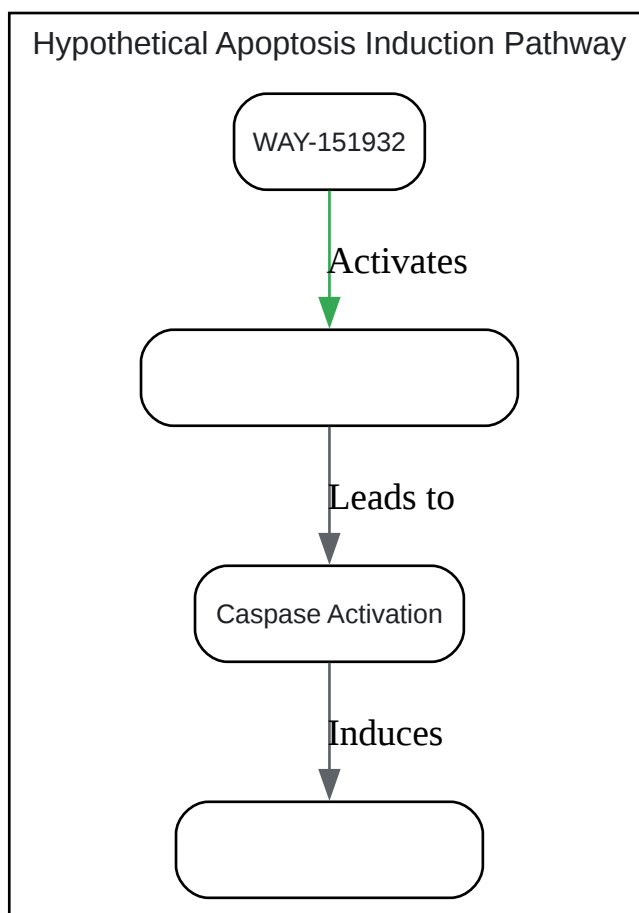 Hypothetical Apoptosis Induction Pathway
WAY-151932
Activates
Leads to
Caspase Activation
Induces